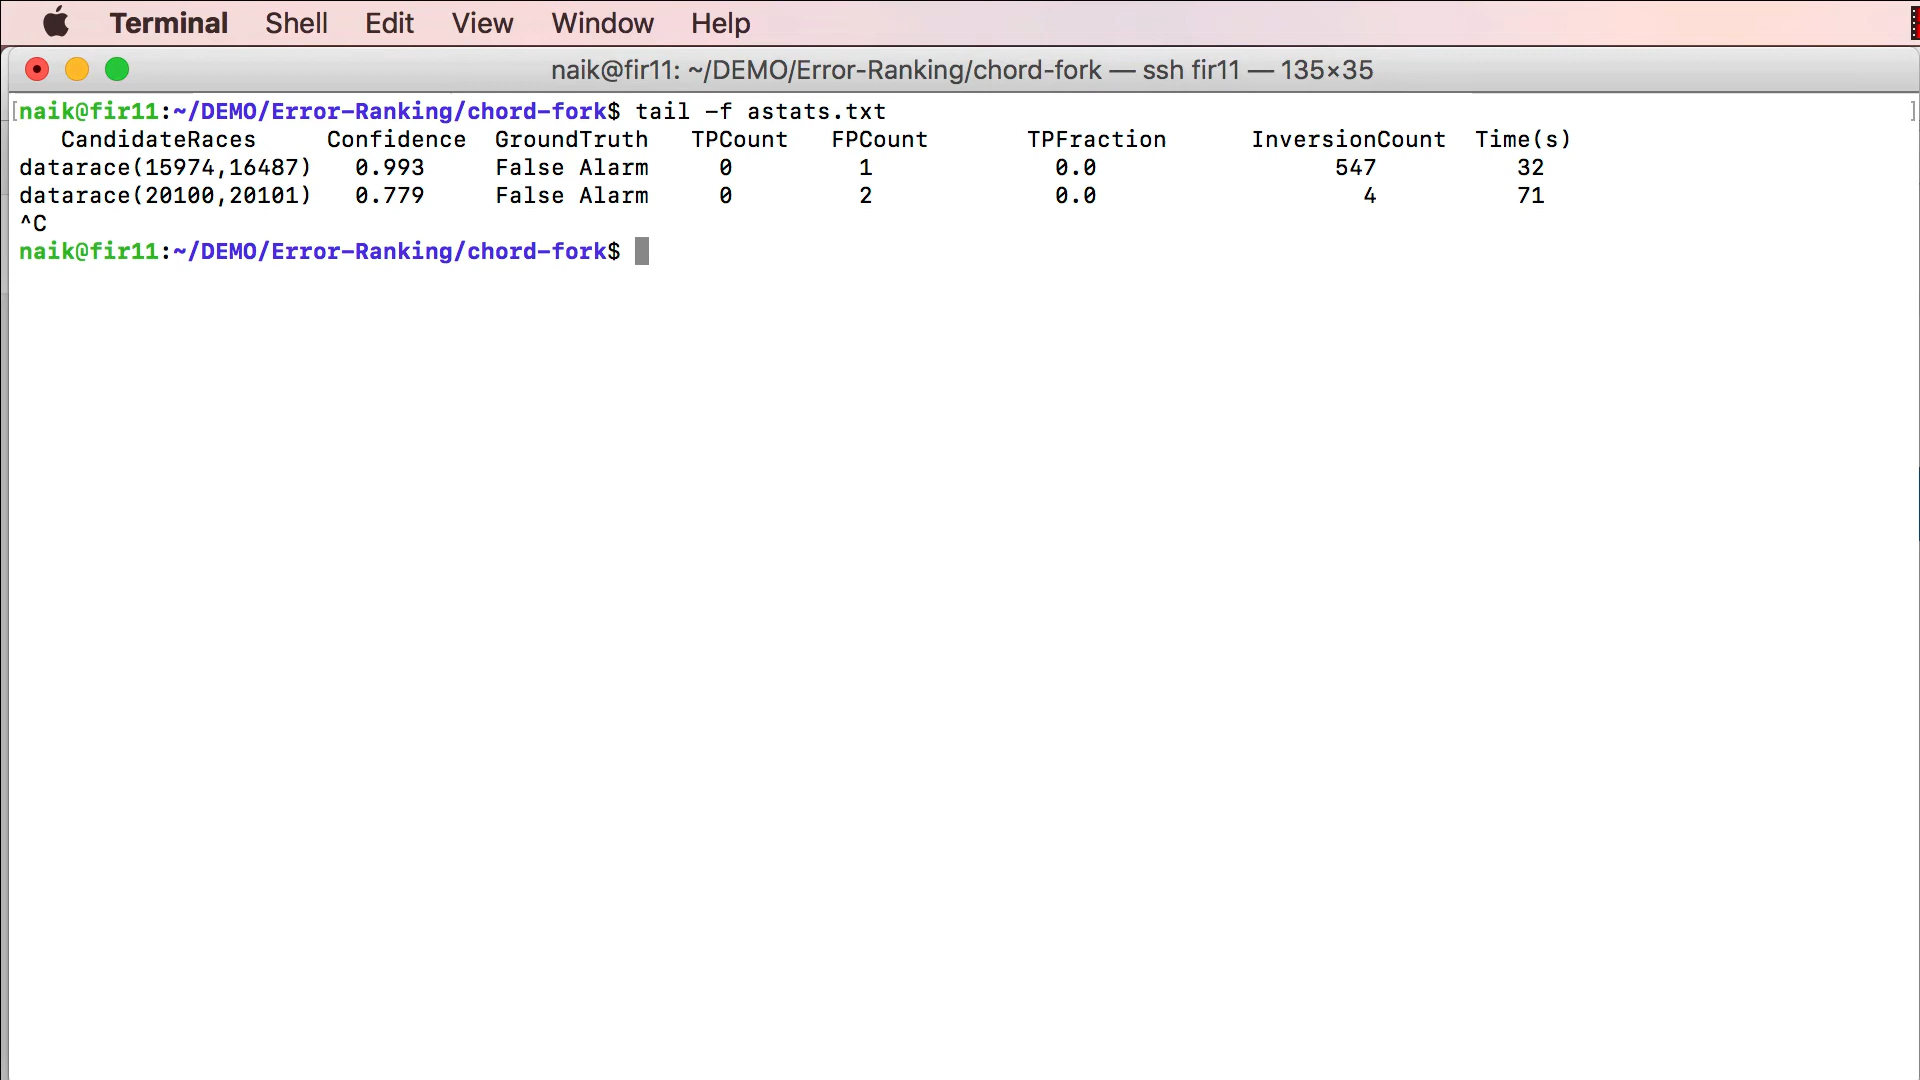 Terminal Shell Edit View Window Help
naik@fir11: ~/DEMO/Error-Ranking/chord-fork — ssh fir11 — 135×35
[naik@fir11:~/DEMO/Error-Ranking/chord-fork$ tail -f astats.txt ]
CandidateRaces Confidence GroundTruth TPCount FPCount TPFraction InversionCount Time(s)
datarace(15974,16487) 0.993 False Alarm 0 1 0.0 547 32
datarace(20100,20101) 0.779 False Alarm 0 2 0.0 4 71
^C
naik@fir11:~/DEMO/Error-Ranking/chord-fork$